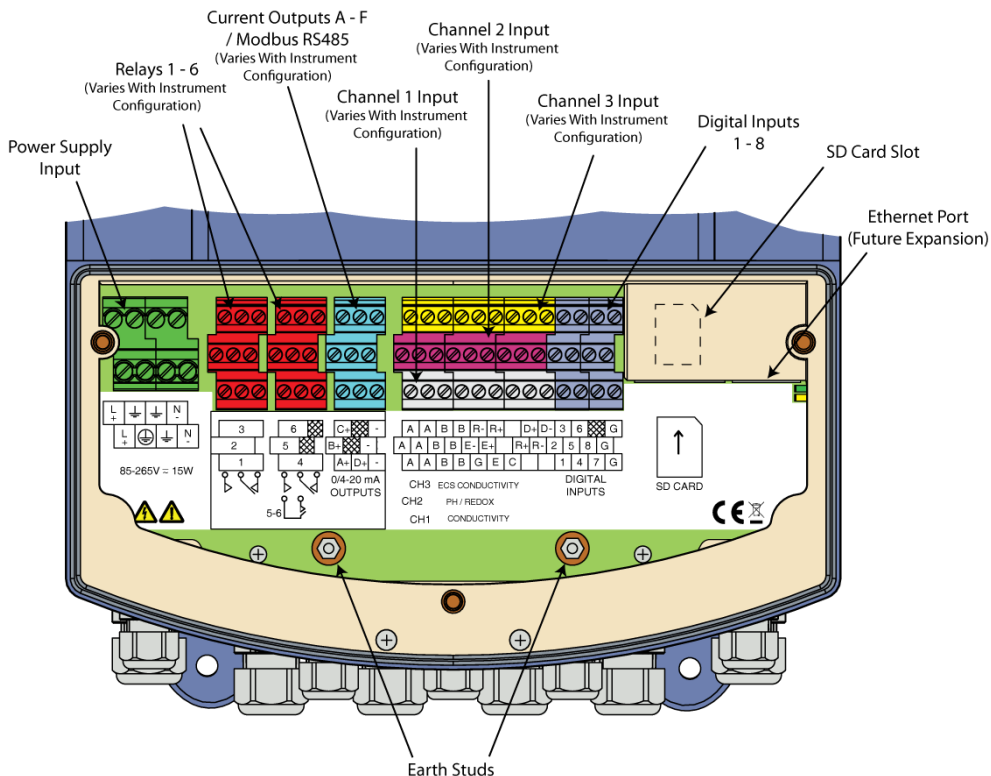 Current Outputs A - F
/ Modbus RS485
(Varies With Instrument
Configuration)
Channel 2 Input
(Varies With Instrument
Configuration)
Relays 1 - 6
(Varies With Instrument
Configuration)
Channel 1 Input
(Varies With Instrument
Configuration)
Channel 3 Input
(Varies With Instrument
Configuration)
Digital Inputs
1 - 8
Power Supply
Input
SD Card Slot
Ethernet Port
(Future Expansion)
L + N -
L + N -
85-265V = 15W
3 6
2 5
1 4
5-6
C+ -
B+ -
A+ D+ -
0/4-20 mA
OUTPUTS
A A B B R- R+ D+ D- 3 6 G
A A B B E- E+ R+ R- 2 5 8 G
A A B B G E C 1 4 7 G
CH3 ECS CONDUCTIVITY
CH2 PH / REDOX
CH1 CONDUCTIVITY
DIGITAL
INPUTS
SD CARD
CE
Earth Studs